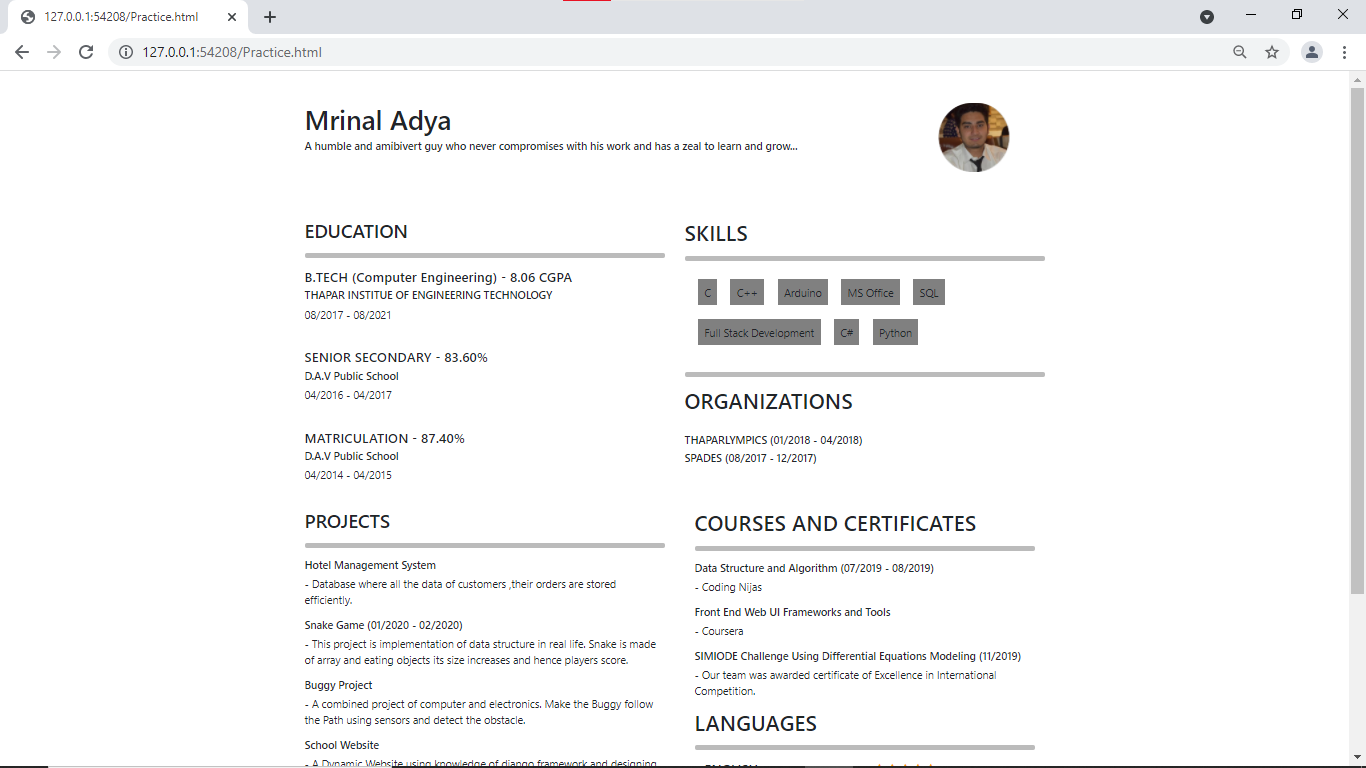 127.0.0.1:54208/Practice.html
127.0.0.1:54208/Practice.html
Mrinal Adya
A humble and amibivert guy who never compromises with his work and has a zeal to learn and grow...
EDUCATION
B.TECH (Computer Engineering) - 8.06 CGPA
THAPAR INSTITUE OF ENGINEERING TECHNOLOGY
08/2017 - 08/2021
SENIOR SECONDARY - 83.60%
D.A.V Public School
04/2016 - 04/2017
MATRICULATION - 87.40%
D.A.V Public School
04/2014 - 04/2015
SKILLS
C C++ Arduino MS Office SQL
Full Stack Development C# Python
ORGANIZATIONS
THAPARLYMPICS (01/2018 - 04/2018)
SPADES (08/2017 - 12/2017)
PROJECTS
Hotel Management System
- Database where all the data of customers ,their orders are stored
efficiently.
Snake Game (01/2020 - 02/2020)
- This project is implementation of data structure in real life. Snake is made
of array and eating objects its size increases and hence players score.
Buggy Project
- A combined project of computer and electronics. Make the Buggy follow
the Path using sensors and detect the obstacle.
School Website
- A Dynamic Website using knowledge of django framework and designing
COURSES AND CERTIFICATES
Data Structure and Algorithm (07/2019 - 08/2019)
- Coding Nijas
Front End Web UI Frameworks and Tools
- Coursera
SIMIODE Challenge Using Differential Equations Modeling (11/2019)
- Our team was awarded certificate of Excellence in International
Competition.
LANGUAGES
ENGLISH